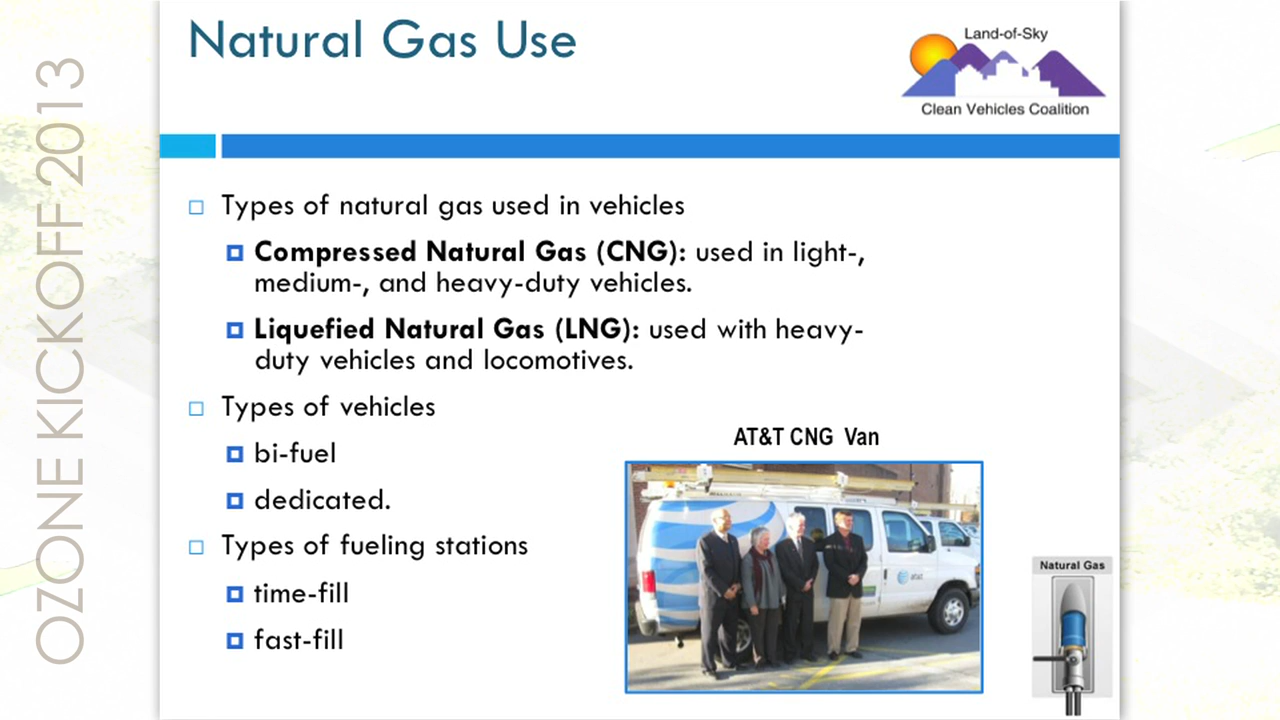 Natural Gas Use
Land-of-Sky
Clean Vehicles Coalition
OZONE KICKOFF 2013
Types of natural gas used in vehicles
Compressed Natural Gas (CNG): used in light-,
medium-, and heavy-duty vehicles.
Liquefied Natural Gas (LNG): used with heavy-
duty vehicles and locomotives.
Types of vehicles
bi-fuel
dedicated.
Types of fueling stations
time-fill
fast-fill
AT&T CNG Van
at&t
Natural Gas